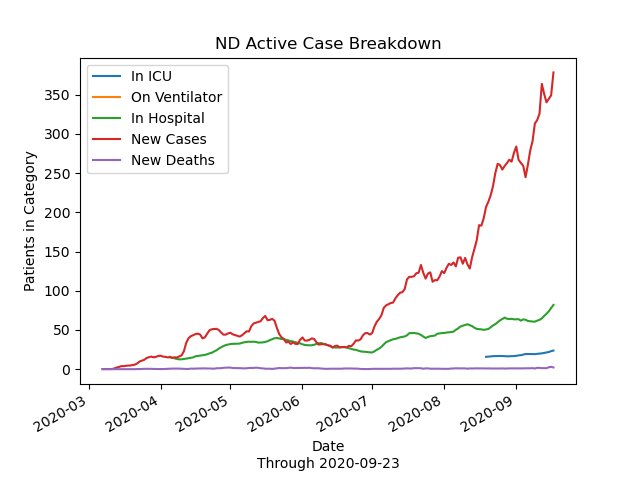 ND Active Case Breakdown
In ICU
On Ventilator
In Hospital
New Cases
New Deaths
Patients in Category
350
300
250
200
150
100
50
0
2020-03
2020-04
2020-05
2020-06
2020-07
2020-08
2020-09
Date
Through 2020-09-23